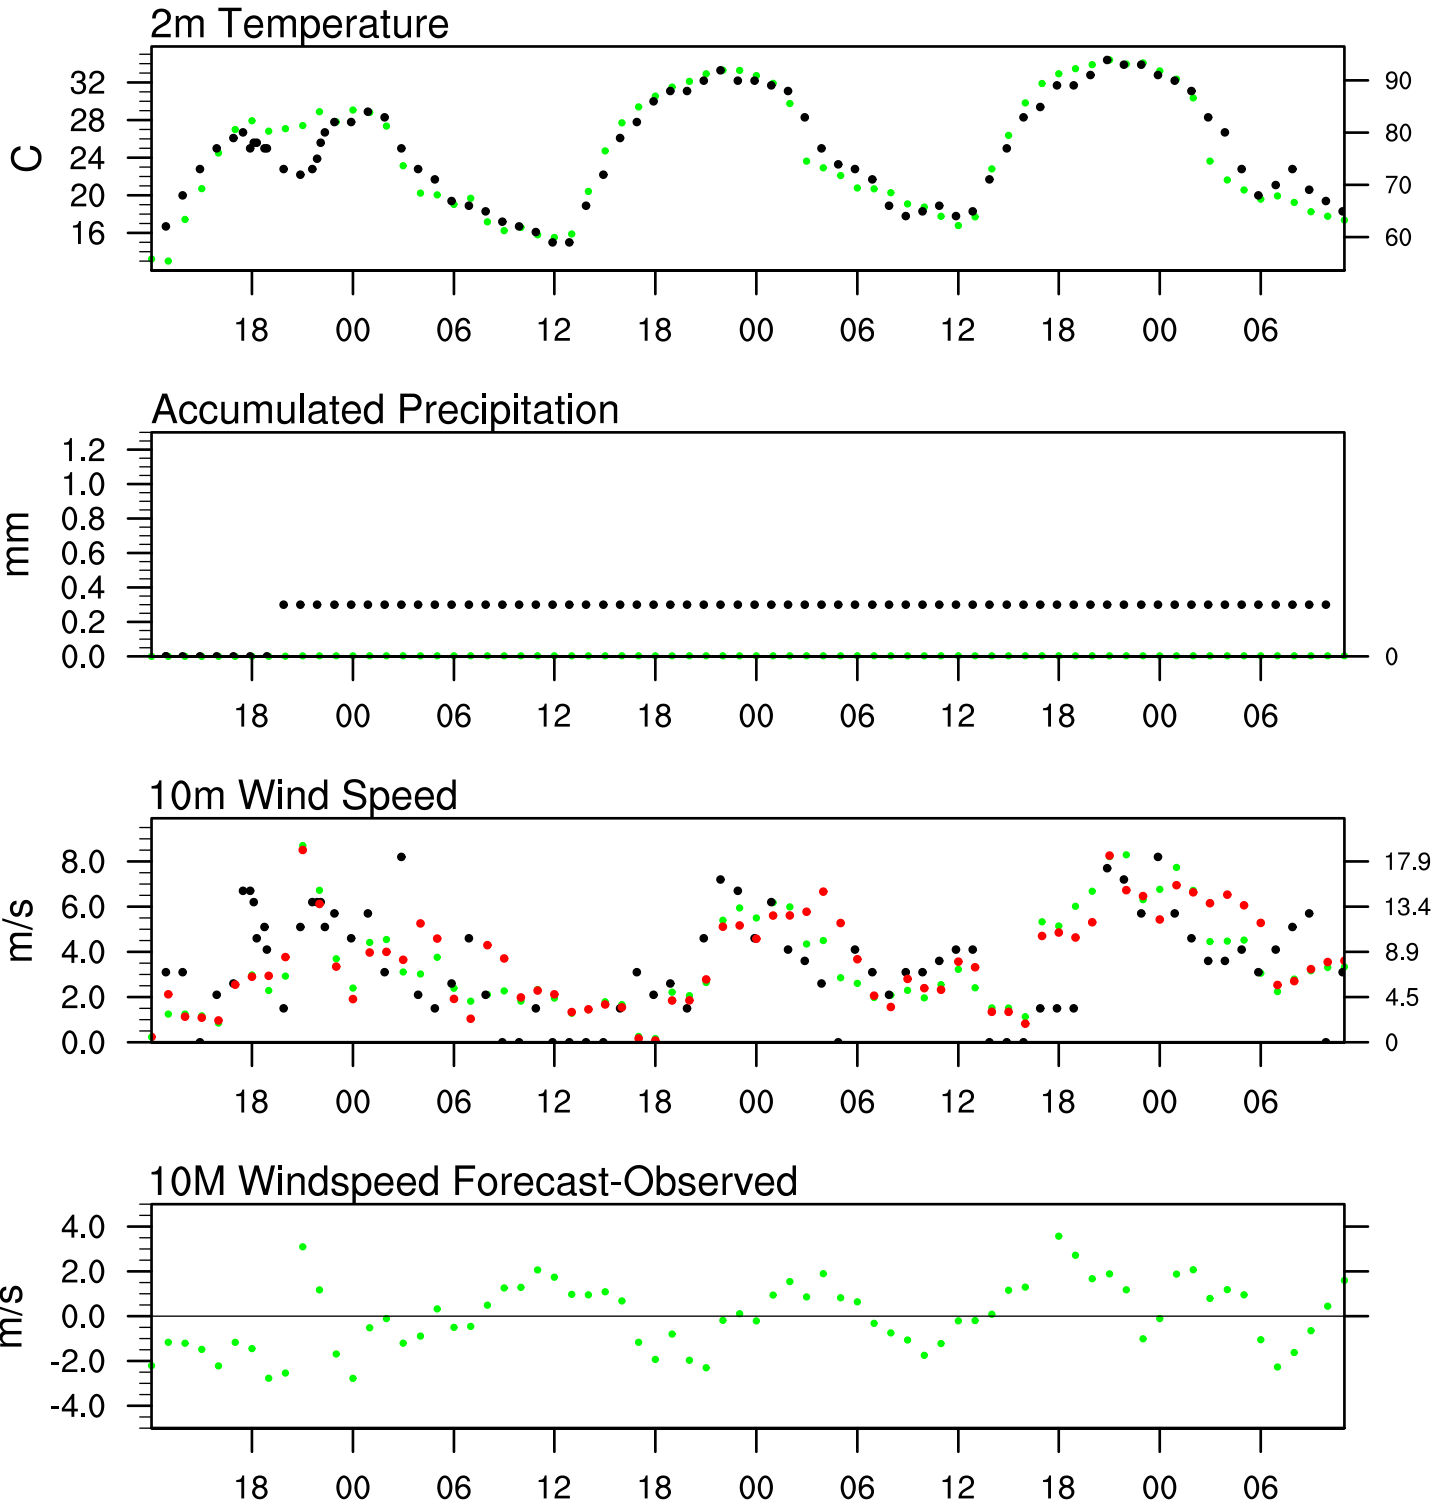 2m Temperature
32
28
24
20
16
C
90
80
70
60
18 00 06 12 18 00 06 12 18 00 06
Accumulated Precipitation
1.2
1.0
0.8
0.6
0.4
0.2
0.0
mm
0
18 00 06 12 18 00 06 12 18 00 06
10m Wind Speed
8.0
6.0
4.0
2.0
0.0
m/s
17.9
13.4
8.9
4.5
0
18 00 06 12 18 00 06 12 18 00 06
10M Windspeed Forecast-Observed
4.0
2.0
0.0
-2.0
-4.0
m/s
18 00 06 12 18 00 06 12 18 00 06